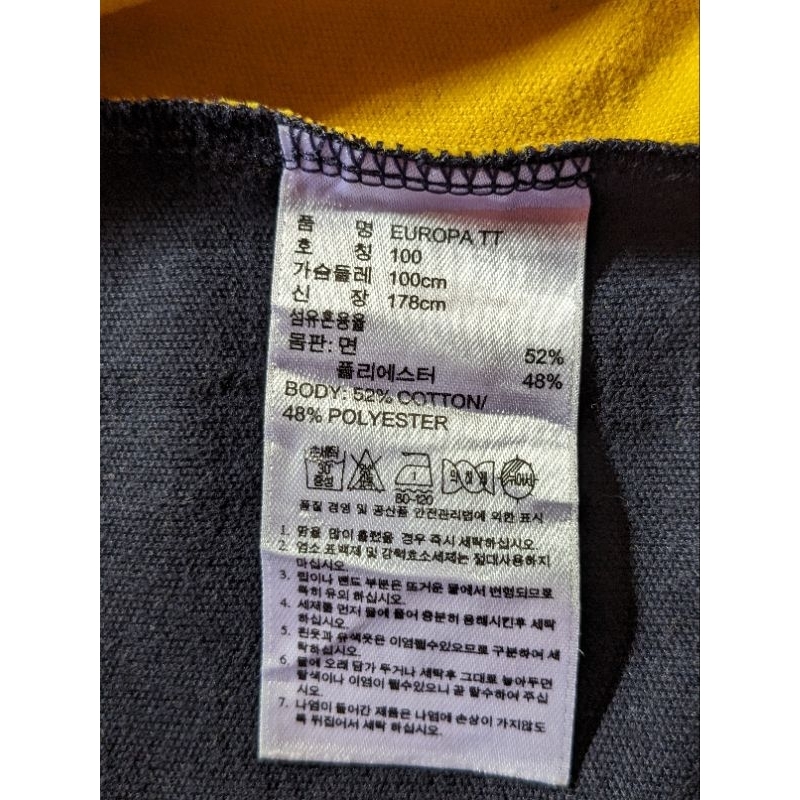 품 명 EUROPA TT
호 칭 100
가슴둘레 100cm
신 장 178cm
섬유혼용율
몸판: 면 52%
폴리에스터 48%
BODY: 52% COTTON/
48% POLYESTER
손세탁
30°
중성
1
80-120
품질 경영 및 공산품 안전관리법에 의한 표시
1. 땀을 많이 흘렸을 경우 즉시 세탁하십시오.
2. 염소 표백제 및 강력효소세제는 절대사용하지
마십시오.
3. 립이나 밴드 부분은 뜨거운 물에서 변형되므로
특히 유의 하십시오.
4. 세제를 먼저 물에 풀어 충분히 용해시킨후 세탁
하십시오.
5. 흰옷과 유색옷은 이염될수있으므로 구분하여 세
탁하십시오.
6. 물에 오래 담가 두거나 세탁후 그대로 놓아두면
탈색이나 이염이 될수있으니 곧 탈수하여 주십
시오.
7. 나염이 들어간 제품은 나염에 손상이 가지않도
록 뒤집어서 세탁 하십시오.